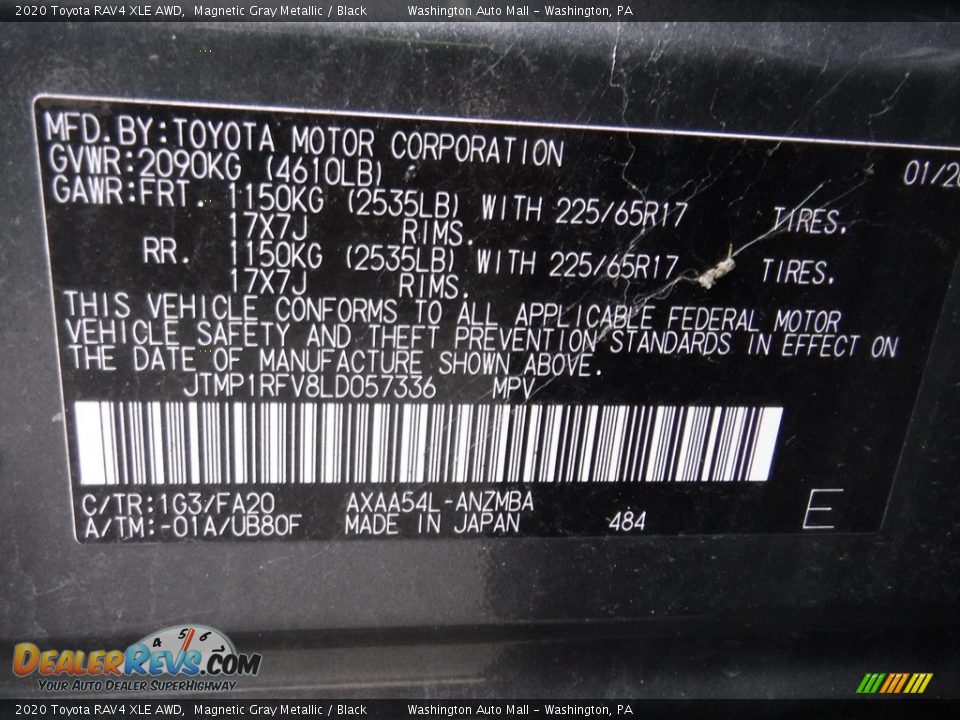 2020 Toyota RAV4 XLE AWD, Magnetic Gray Metallic / Black Washington Auto Mall - Washington, PA
MFD.BY:TOYOTA MOTOR CORPORATION 01/20
GVWR:2090KG (4610LB)
GAWR:FRT. 1150KG (2535LB) WITH 225/65R17 TIRES.
17X7J RIMS.
RR. 1150KG (2535LB) WITH 225/65R17 TIRES.
17X7J RIMS.
THIS VEHICLE CONFORMS TO ALL APPLICABLE FEDERAL MOTOR
VEHICLE SAFETY AND THEFT PREVENTION STANDARDS IN EFFECT ON
THE DATE OF MANUFACTURE SHOWN ABOVE.
JTMP1RFV8LD057336 MPV
C/TR:1G3/FA20 AXAA54L-ANZMBA
A/TM:-01A/UB80F MADE IN JAPAN 484 E
4 5 6
DEALERREVS.COM
YOUR AUTO DEALER SUPERHIGHWAY
2020 Toyota RAV4 XLE AWD, Magnetic Gray Metallic / Black Washington Auto Mall - Washington, PA